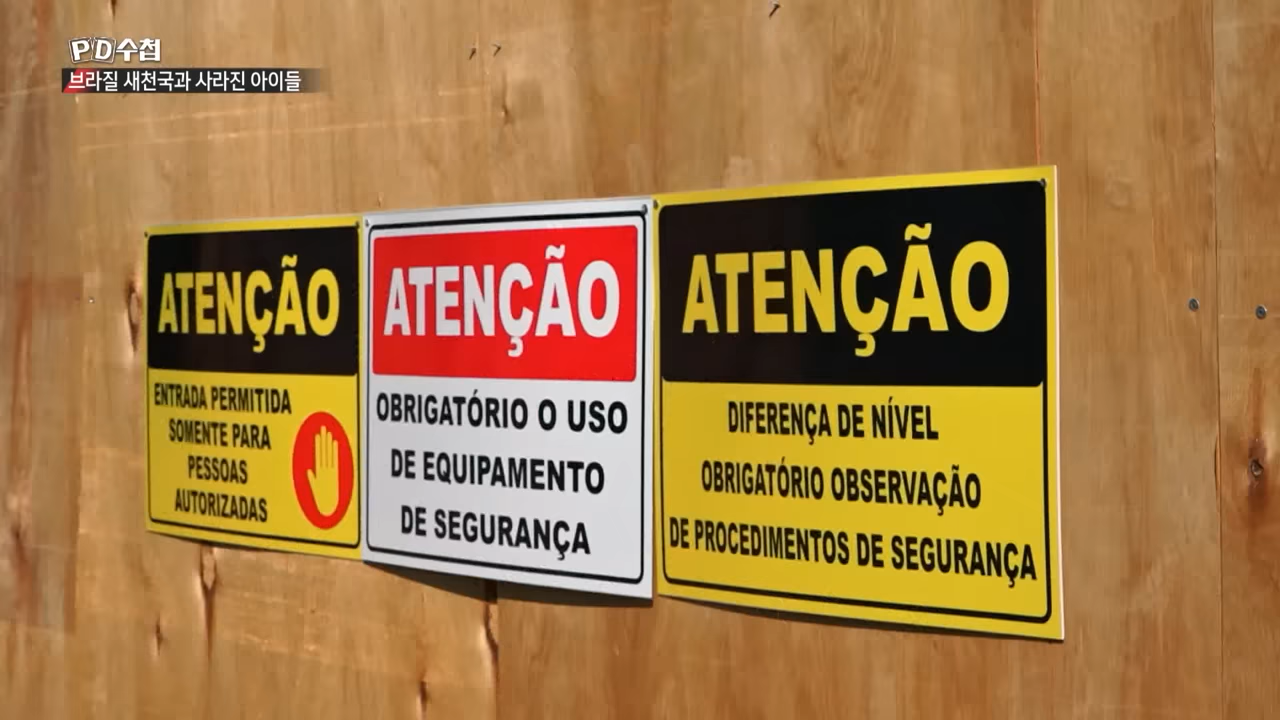 PD수첩
브라질 새천국과 사라진 아이들
ATENÇÃO
ENTRADA PERMITIDA
SOMENTE PARA
PESSOAS
AUTORIZADAS
ATENÇÃO
OBRIGATÓRIO O USO
DE EQUIPAMENTO
DE SEGURANÇA
ATENÇÃO
DIFERENÇA DE NÍVEL
OBRIGATÓRIO OBSERVAÇÃO
DE PROCEDIMENTOS DE SEGURANÇA